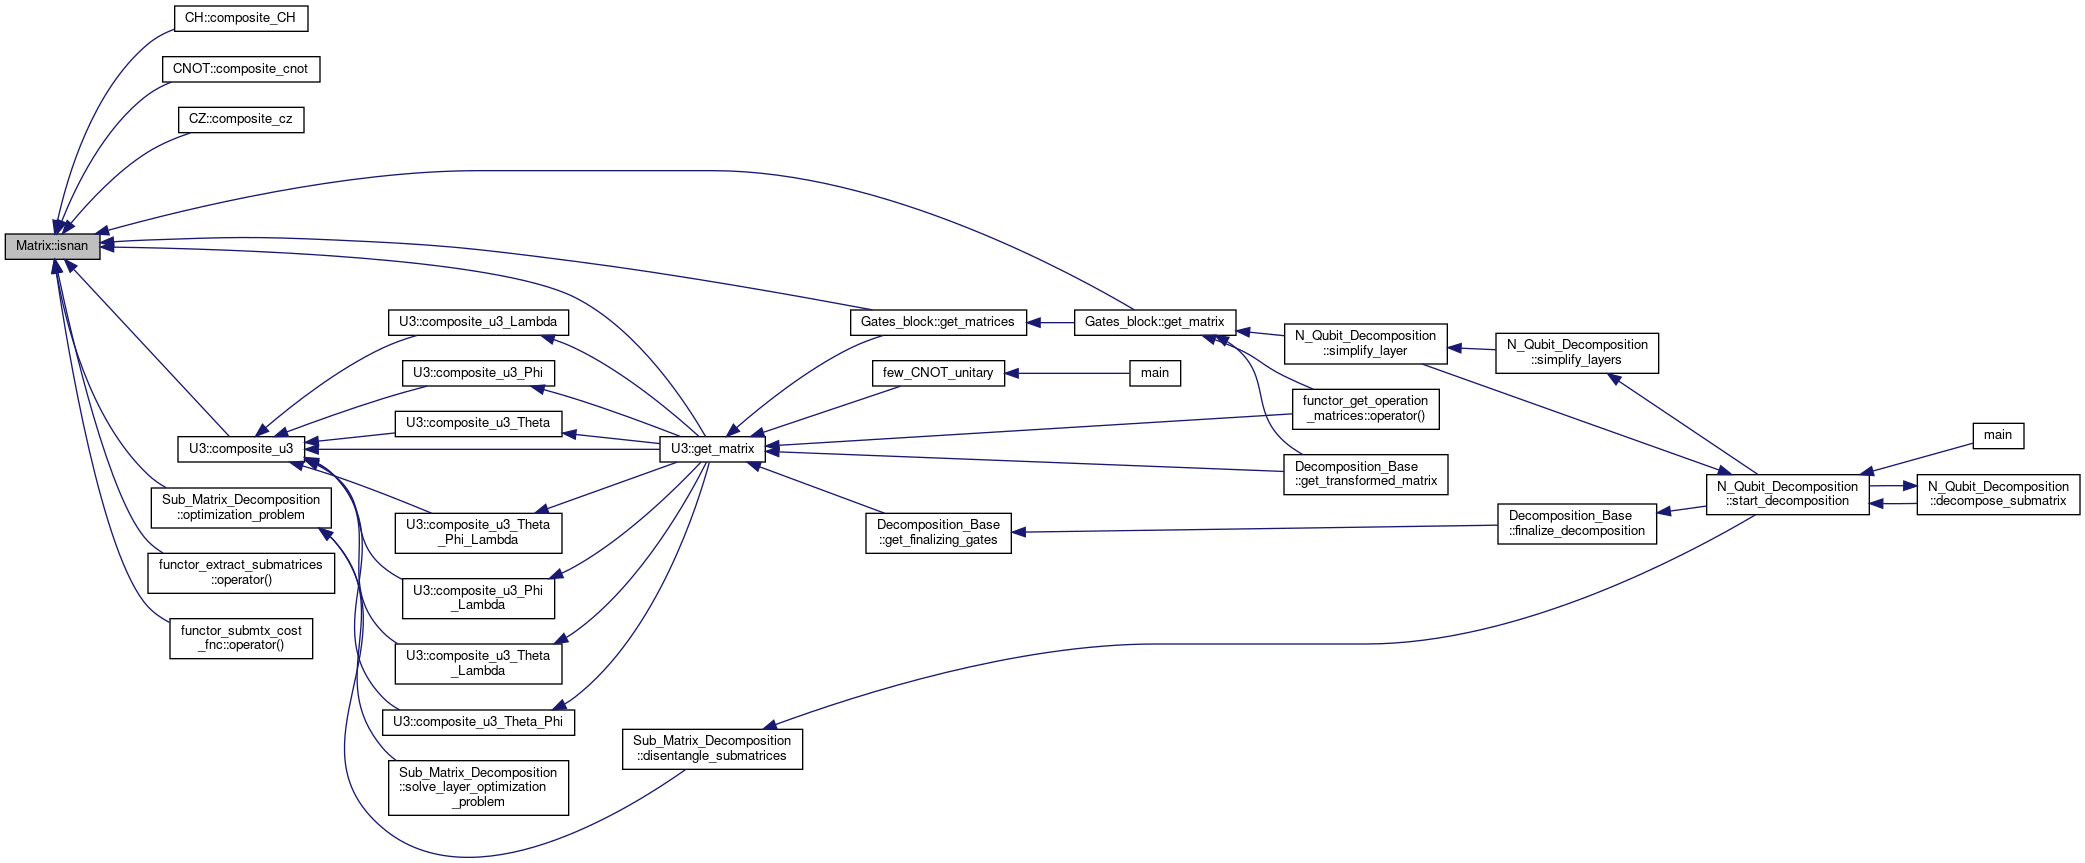 CH::composite_CH
CNOT::composite_cnot
CZ::composite_cz
Matrix::isnan
U3::composite_u3
Sub_Matrix_Decomposition
::optimization_problem
functor_extract_submatrices
::operator()
functor_submtx_cost
_fnc::operator()
U3::composite_u3_Lambda
U3::composite_u3_Phi
U3::composite_u3_Theta
U3::composite_u3_Theta
_Phi_Lambda
U3::composite_u3_Phi
_Lambda
U3::composite_u3_Theta
_Lambda
U3::composite_u3_Theta_Phi
Sub_Matrix_Decomposition
::solve_layer_optimization
_problem
U3::get_matrix
Sub_Matrix_Decomposition
::disentangle_submatrices
Gates_block::get_matrices
few_CNOT_unitary
Decomposition_Base
::get_finalizing_gates
Gates_block::get_matrix
main
N_Qubit_Decomposition
::simplify_layer
functor_get_operation
_matrices::operator()
Decomposition_Base
::get_transformed_matrix
N_Qubit_Decomposition
::simplify_layers
Decomposition_Base
::finalize_decomposition
N_Qubit_Decomposition
::start_decomposition
main
N_Qubit_Decomposition
::decompose_submatrix